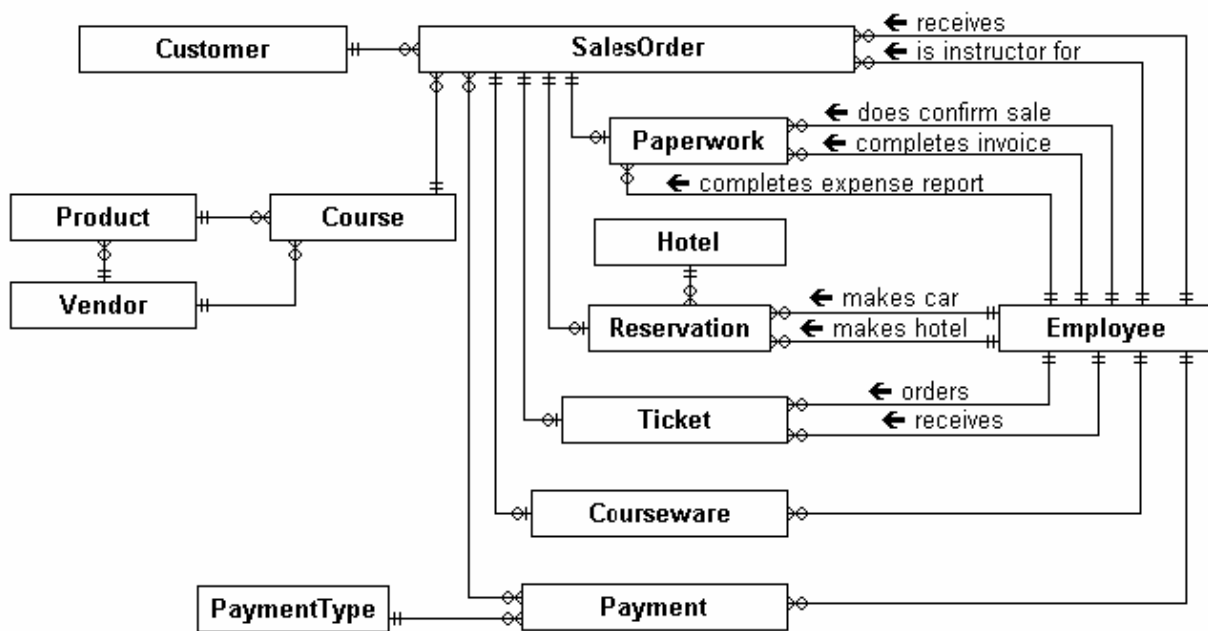 Customer
SalesOrder
← receives
← is instructor for
Paperwork
← does confirm sale
← completes invoice
← completes expense report
Product
Course
Hotel
Vendor
Reservation
← makes car
← makes hotel
Employee
Ticket
← orders
← receives
Courseware
PaymentType
Payment